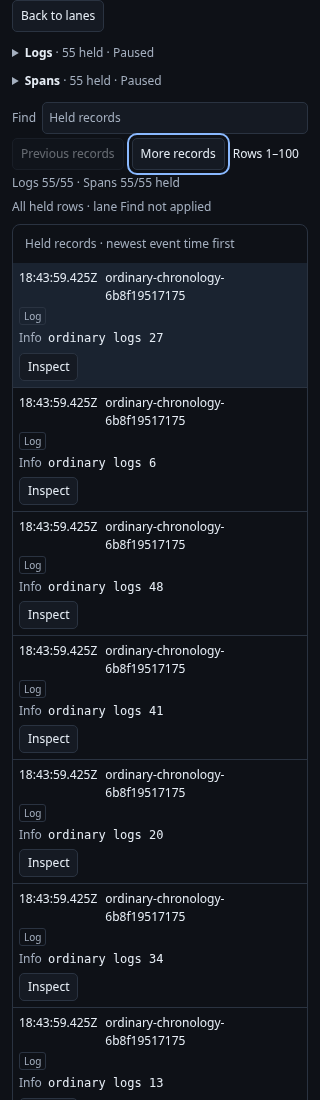 Back to lanes
▶ Logs · 55 held · Paused
▶ Spans · 55 held · Paused
Find Held records
Previous records More records Rows 1–100
Logs 55/55 · Spans 55/55 held
All held rows · lane Find not applied
Held records · newest event time first
18:43:59.425Z ordinary-chronology-
6b8f19517175
Log
Info ordinary logs 27
Inspect
18:43:59.425Z ordinary-chronology-
6b8f19517175
Log
Info ordinary logs 6
Inspect
18:43:59.425Z ordinary-chronology-
6b8f19517175
Log
Info ordinary logs 48
Inspect
18:43:59.425Z ordinary-chronology-
6b8f19517175
Log
Info ordinary logs 41
Inspect
18:43:59.425Z ordinary-chronology-
6b8f19517175
Log
Info ordinary logs 20
Inspect
18:43:59.425Z ordinary-chronology-
6b8f19517175
Log
Info ordinary logs 34
Inspect
18:43:59.425Z ordinary-chronology-
6b8f19517175
Log
Info ordinary logs 13